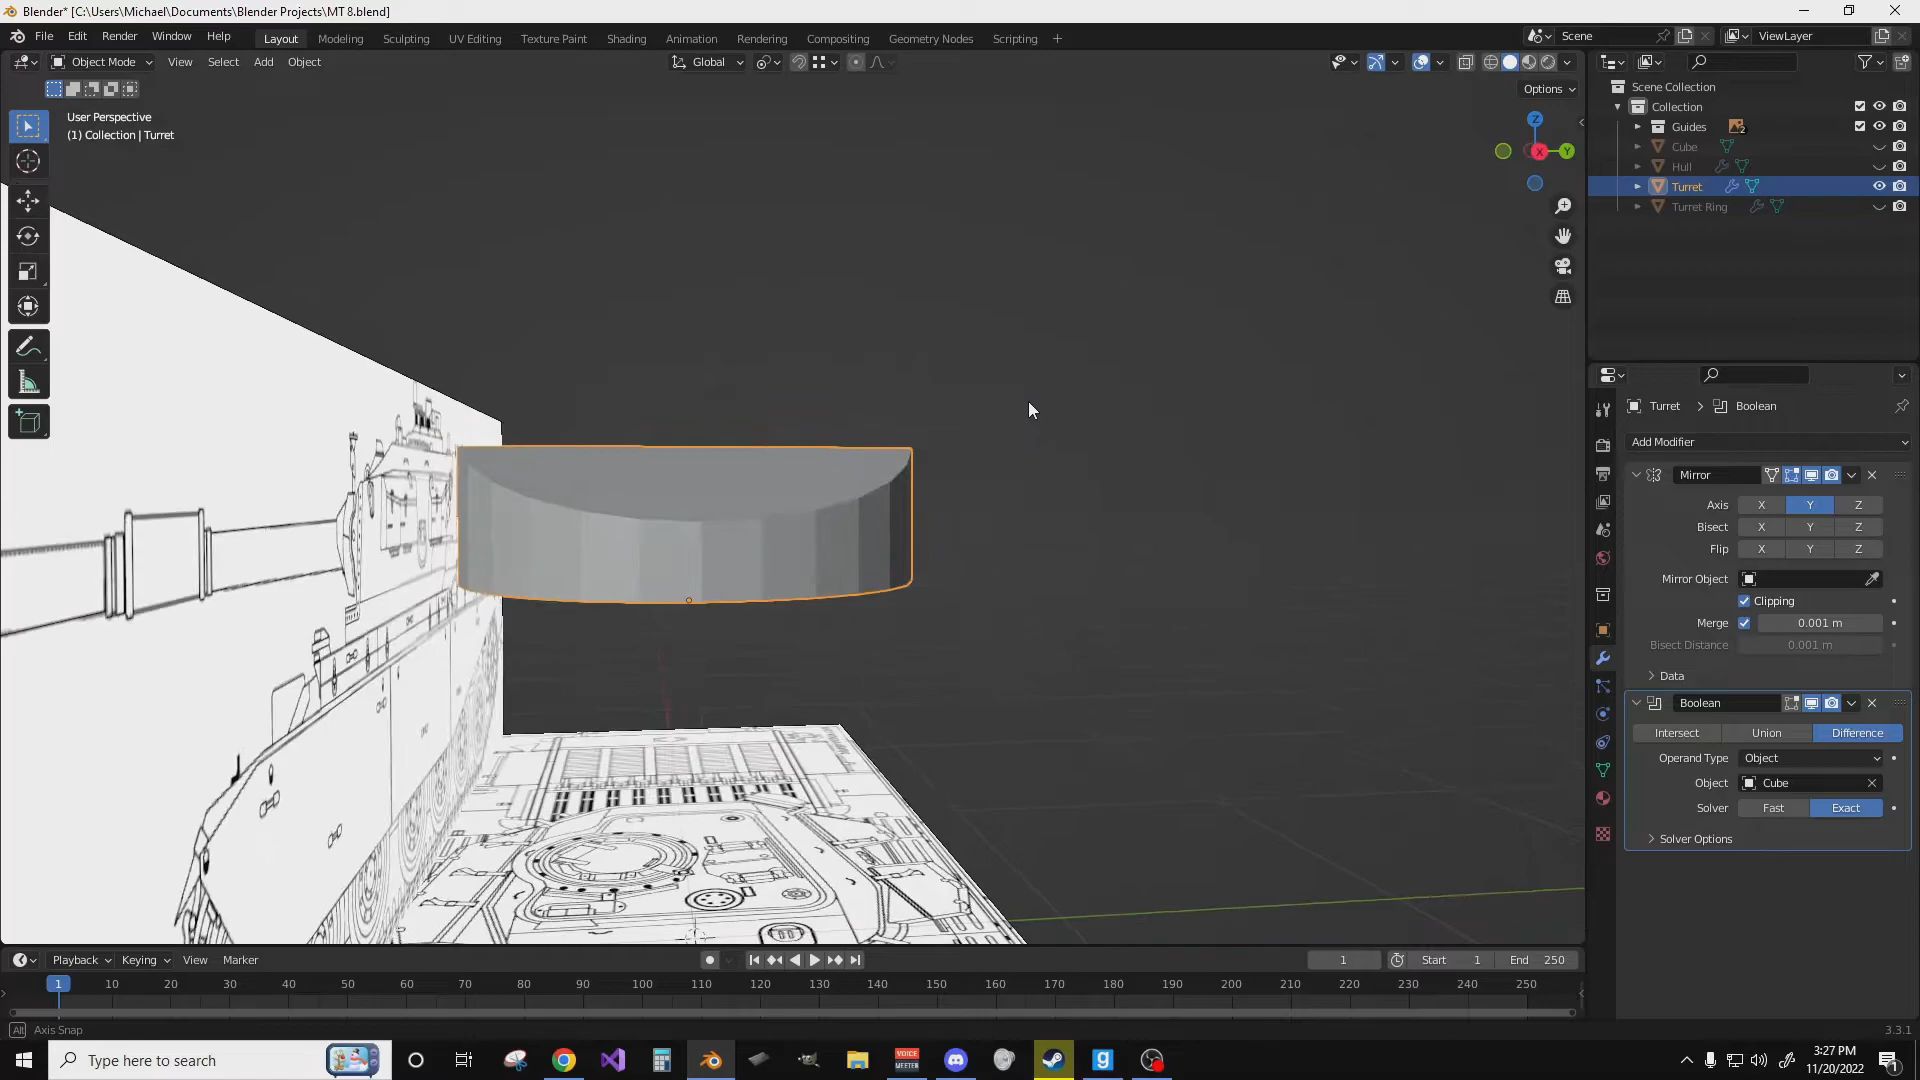 Blender* [C:\Users\Michael\Documents\Blender Projects\MT 8.blend]
File Edit Render Window Help
Layout Modeling Sculpting UV Editing Texture Paint Shading Animation Rendering Compositing Geometry Nodes Scripting
Scene
ViewLayer
Object Mode View Select Add Object
Global
Options
User Perspective
(1) Collection | Turret
Z
X
Y
Scene Collection
Collection
Guides 2
Cube
Hull
Turret
Turret Ring
Turret > Boolean
Add Modifier
Mirror
Axis X Y Z
Bisect X Y Z
Flip X Y Z
Mirror Object
Clipping
Merge 0.001 m
Bisect Distance 0.001 m
Data
Boolean
Intersect Union Difference
Operand Type Object
Object Cube
Solver Fast Exact
Solver Options
Playback Keying View Marker
1 Start 1 End 250
1 10 20 30 40 50 60 70 80 90 100 110 120 130 140 150 160 170 180 190 200 210 220 230 240 250
Alt Axis Snap
3.3.1
Type here to search
VOICE MEETER
3:27 PM
11/20/2022
1